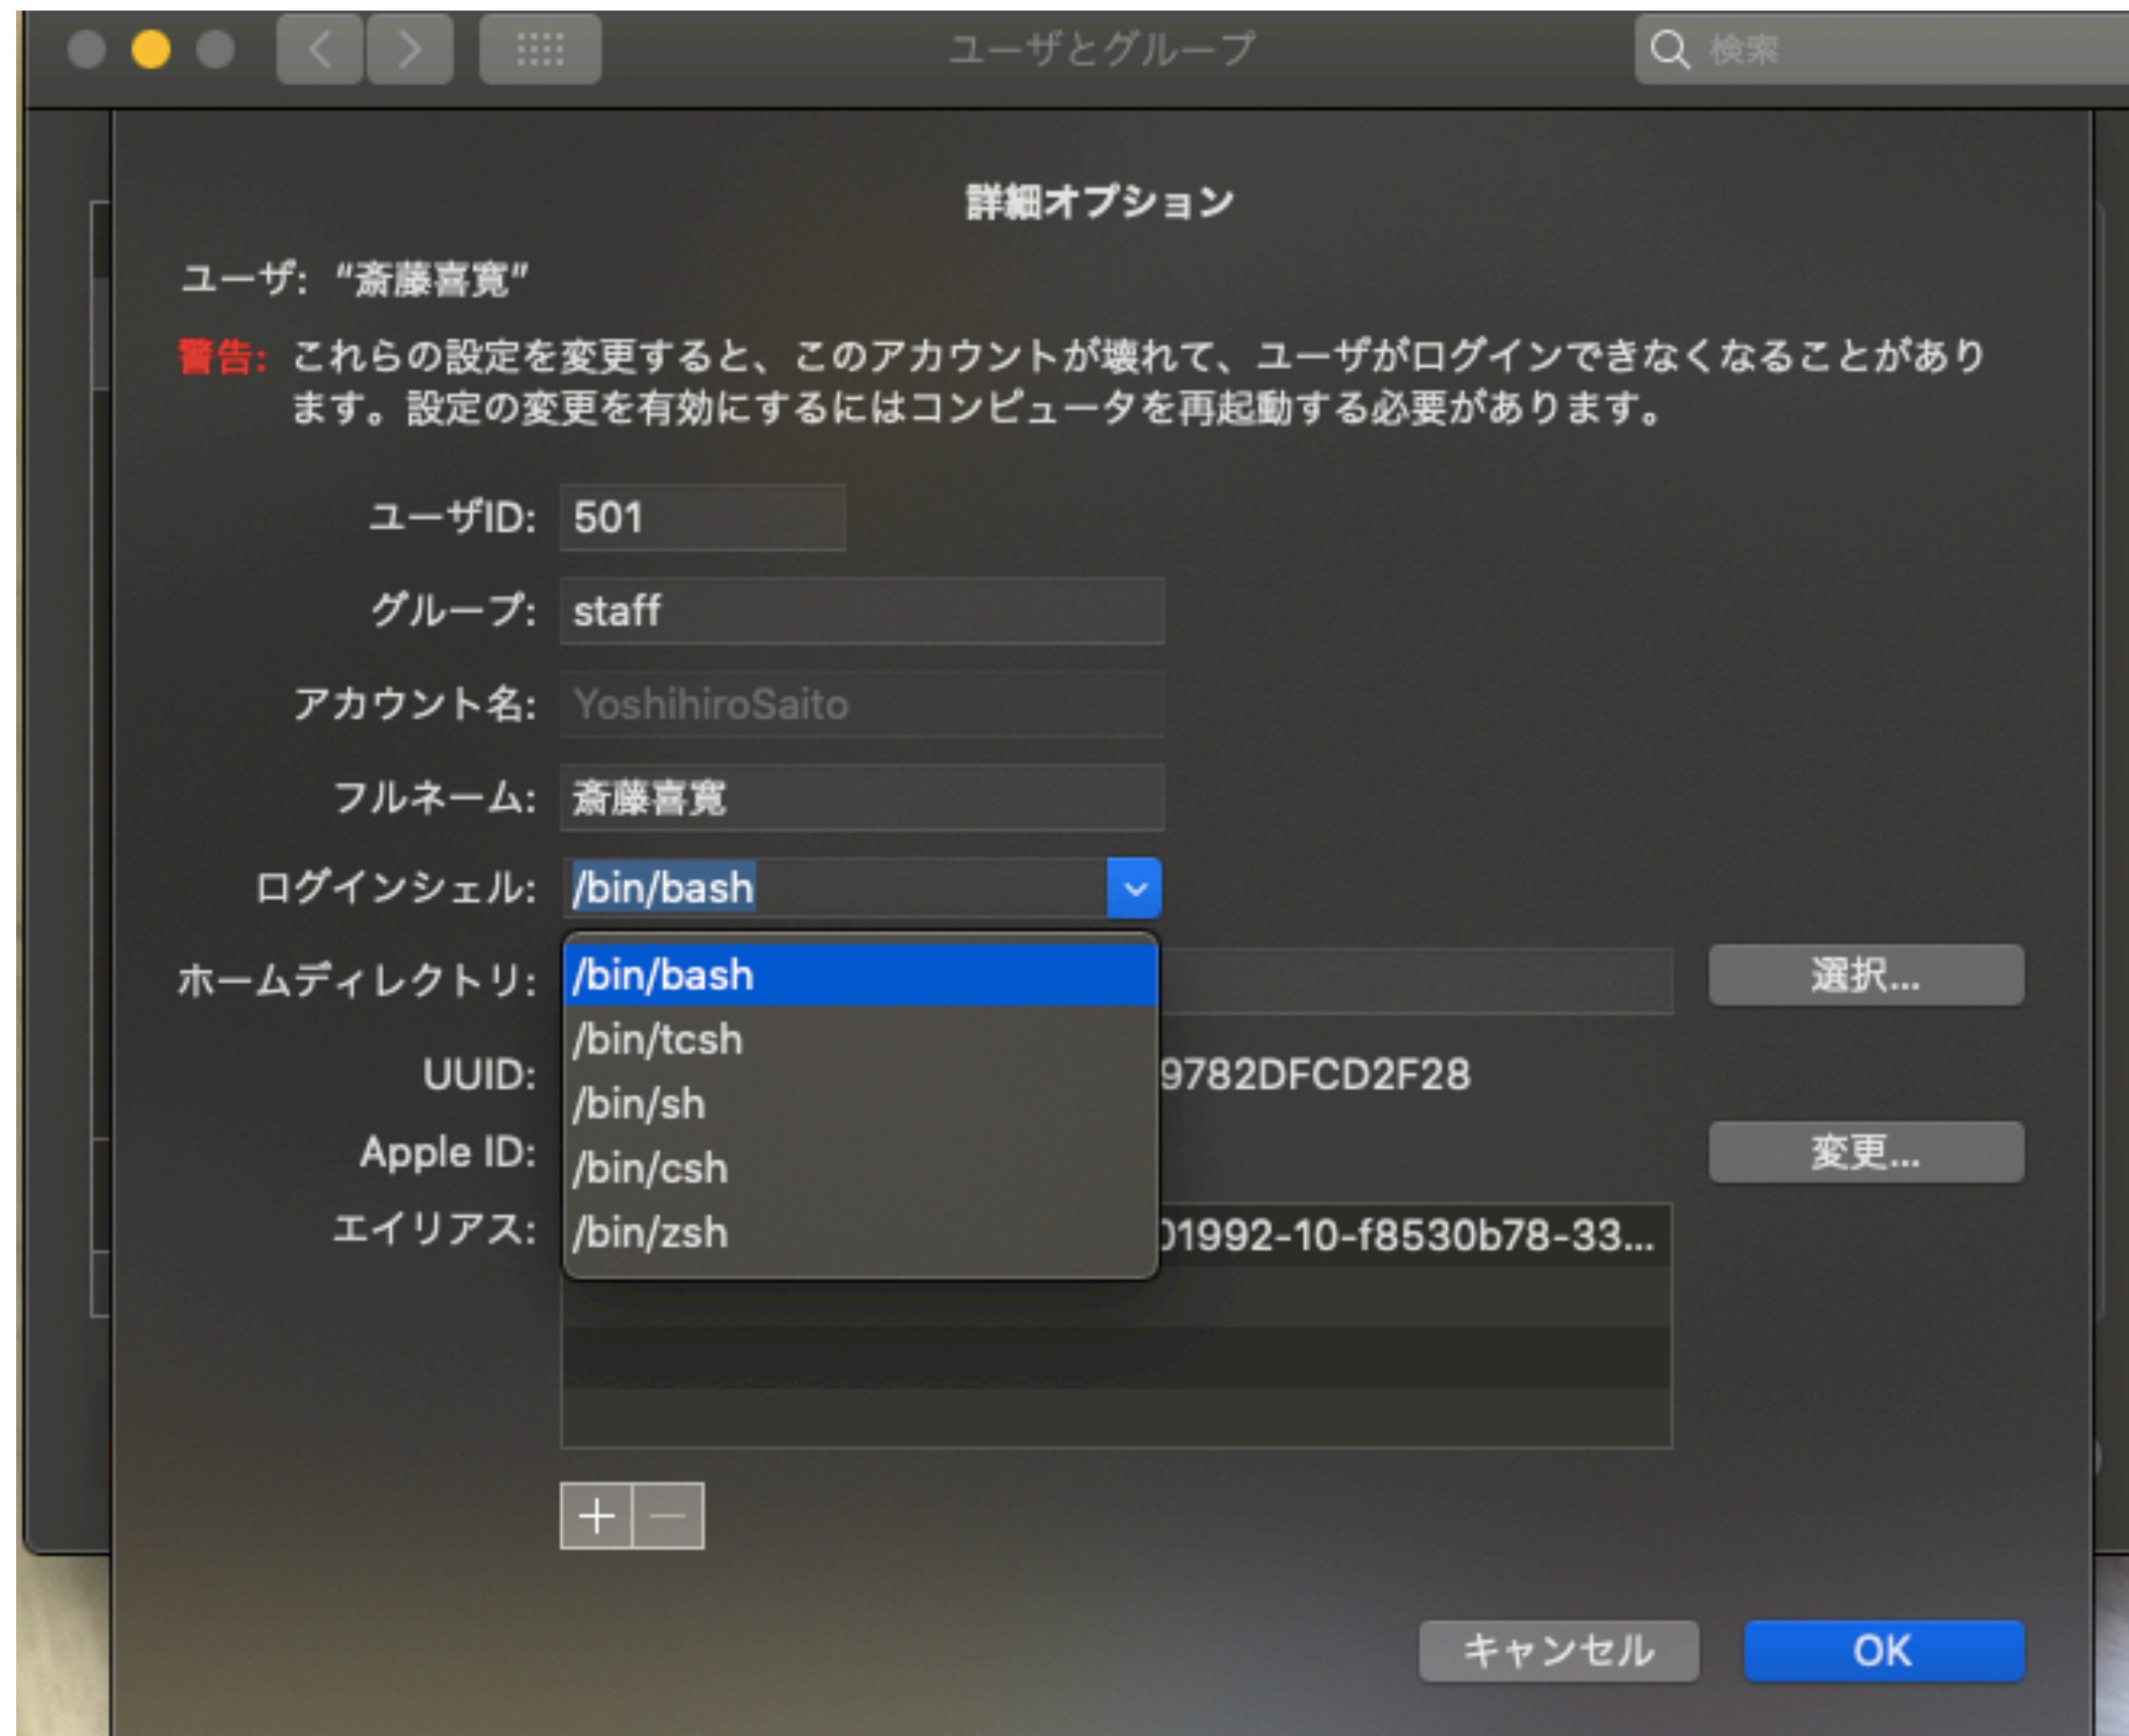 ユーザとグループ
検索
詳細オプション
ユーザ: "斎藤喜寛"
警告: これらの設定を変更すると、このアカウントが壊れて、ユーザがログインできなくなることがあり
ます。設定の変更を有効にするにはコンピュータを再起動する必要があります。
ユーザID: 501
グループ: staff
アカウント名: YoshihiroSaito
フルネーム: 斎藤喜寛
ログインシェル: /bin/bash
/bin/bash
ホームディレクトリ: 選択...
/bin/tcsh
UUID: 9782DFCD2F28
/bin/sh
Apple ID: 変更...
/bin/csh
エイリアス: 01992-10-f8530b78-33...
/bin/zsh
キャンセル OK